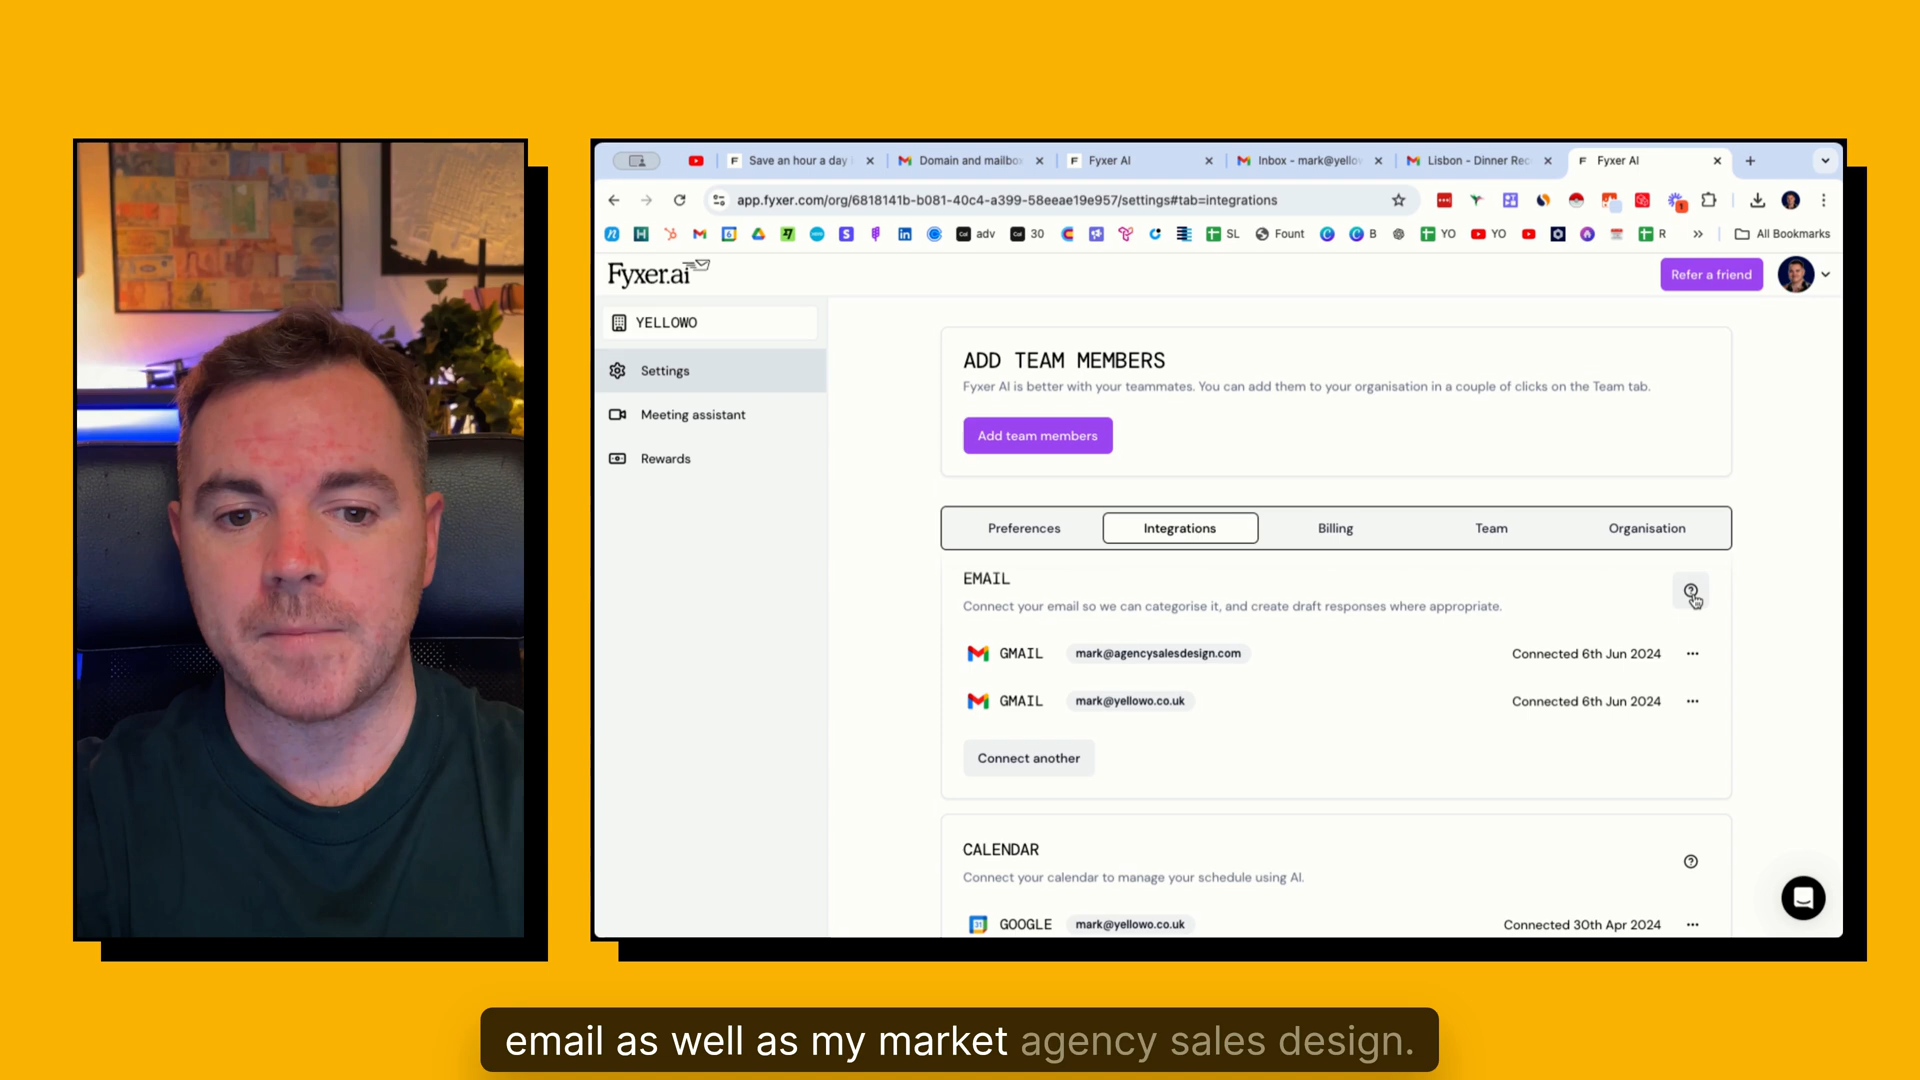 Save an hour a day
Domain and mailbo
Fyxer AI
Inbox - mark@yello
Lisbon - Dinner Rec
Fyxer AI
app.fyxer.com/org/6818141b-b081-40c4-a399-58eeae19e957/settings#tab=integrations
adv
30
SL
Fount
B
YO
YO
R
All Bookmarks
Fyxer.ai
Refer a friend
YELLOWO
Settings
Meeting assistant
Rewards
ADD TEAM MEMBERS
Fyxer AI is better with your teammates. You can add them to your organisation in a couple of clicks on the Team tab.
Add team members
Preferences
Integrations
Billing
Team
Organisation
EMAIL
Connect your email so we can categorise it, and create draft responses where appropriate.
GMAIL mark@agencysalesdesign.com Connected 6th Jun 2024
GMAIL mark@yellowo.co.uk Connected 6th Jun 2024
Connect another
CALENDAR
Connect your calendar to manage your schedule using AI.
GOOGLE mark@yellowo.co.uk Connected 30th Apr 2024
email as well as my market agency sales design.